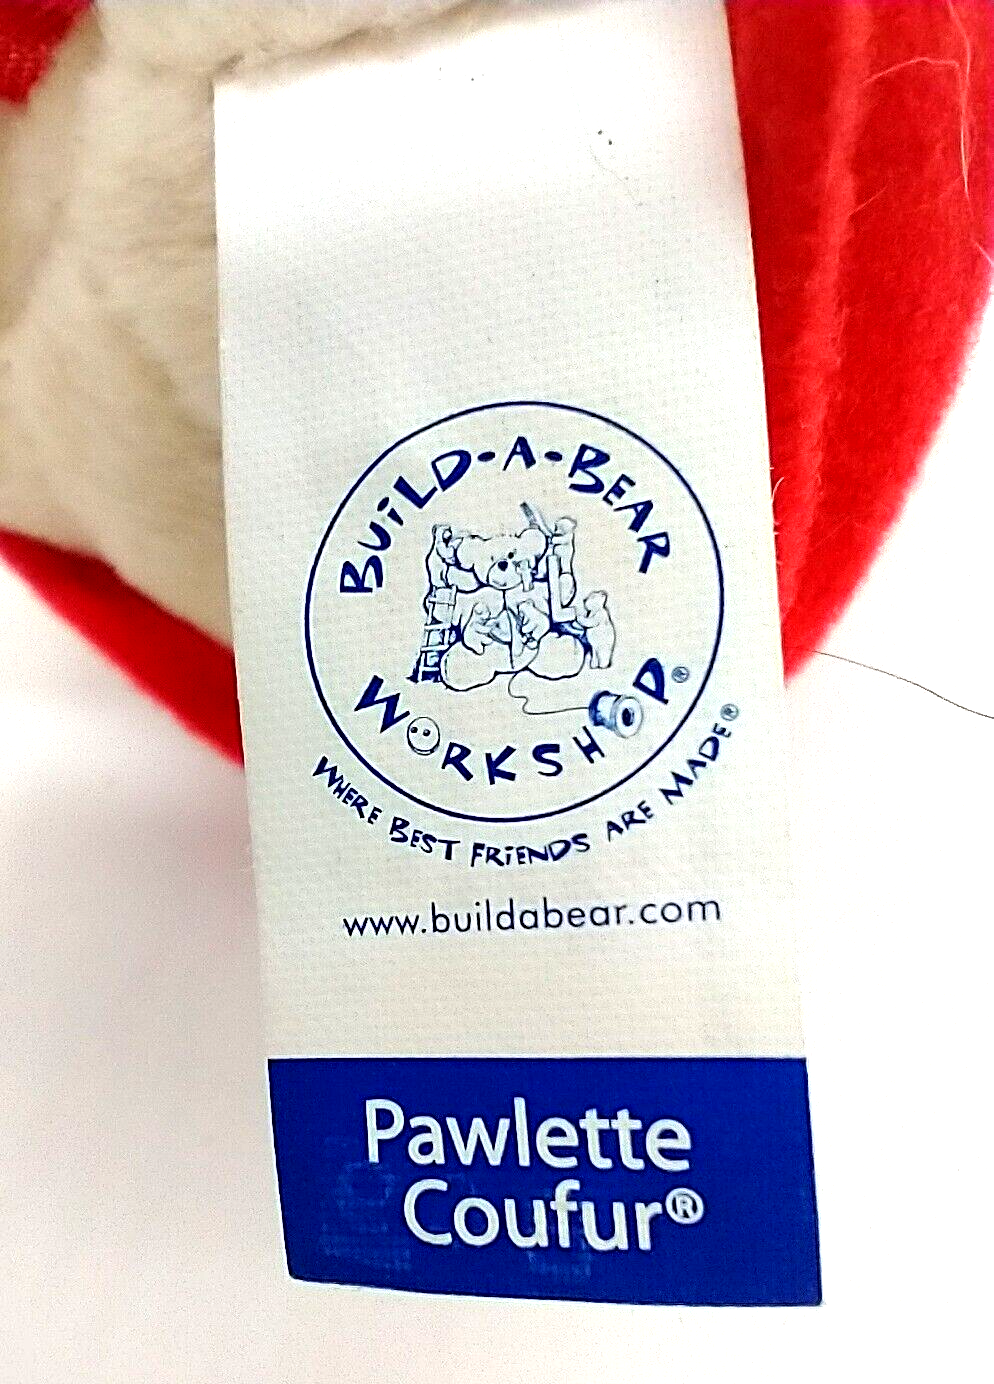 BUiLD-A-BEAR
WORKSHOP®
WHERE BEST FRiENDS ARE MADE®
www.buildabear.com
Pawlette
Coufur®